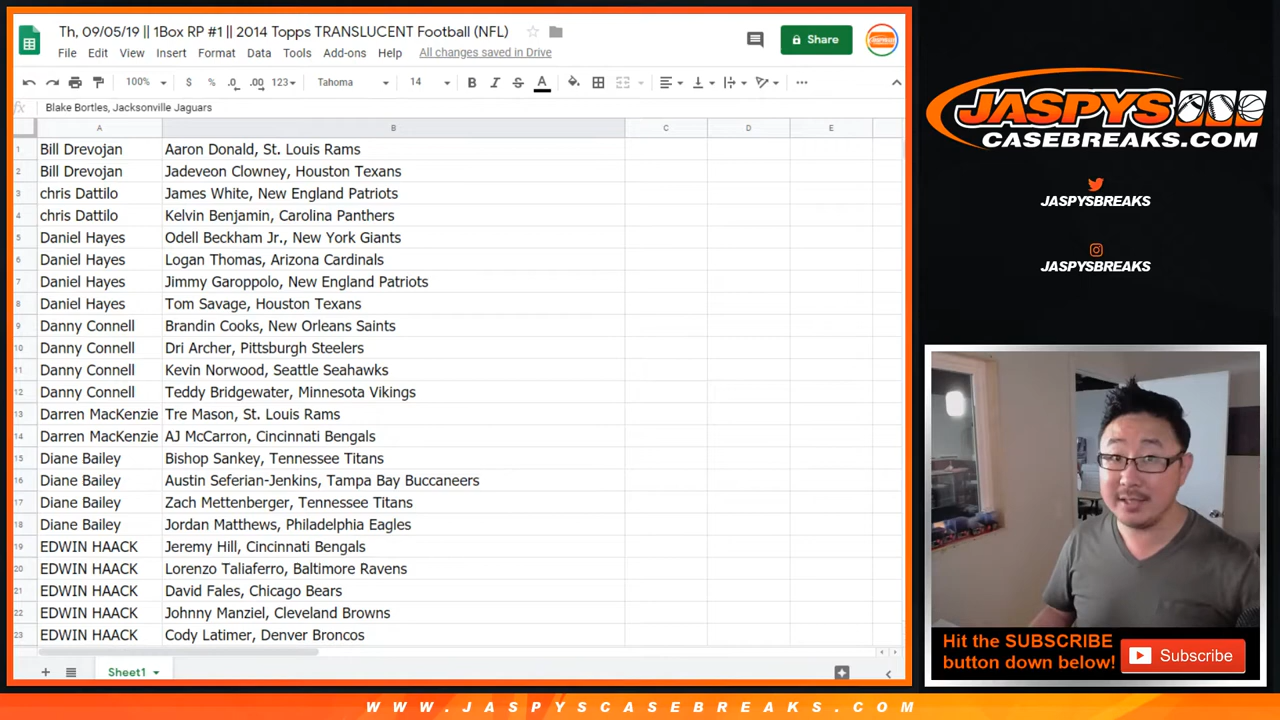 Th, 09/05/19 || 1Box RP #1 || 2014 Topps TRANSLUCENT Football (NFL)
File Edit View Insert Format Data Tools Add-ons Help All changes saved in Drive
Share
100% $ % .0 .00 123 Tahoma 14 B I S A
fx Blake Bortles, Jacksonville Jaguars
A B C D E
1 Bill Drevojan Aaron Donald, St. Louis Rams
2 Bill Drevojan Jadeveon Clowney, Houston Texans
3 chris Dattilo James White, New England Patriots
4 chris Dattilo Kelvin Benjamin, Carolina Panthers
5 Daniel Hayes Odell Beckham Jr., New York Giants
6 Daniel Hayes Logan Thomas, Arizona Cardinals
7 Daniel Hayes Jimmy Garoppolo, New England Patriots
8 Daniel Hayes Tom Savage, Houston Texans
9 Danny Connell Brandin Cooks, New Orleans Saints
10 Danny Connell Dri Archer, Pittsburgh Steelers
11 Danny Connell Kevin Norwood, Seattle Seahawks
12 Danny Connell Teddy Bridgewater, Minnesota Vikings
13 Darren MacKenzie Tre Mason, St. Louis Rams
14 Darren MacKenzie AJ McCarron, Cincinnati Bengals
15 Diane Bailey Bishop Sankey, Tennessee Titans
16 Diane Bailey Austin Seferian-Jenkins, Tampa Bay Buccaneers
17 Diane Bailey Zach Mettenberger, Tennessee Titans
18 Diane Bailey Jordan Matthews, Philadelphia Eagles
19 EDWIN HAACK Jeremy Hill, Cincinnati Bengals
20 EDWIN HAACK Lorenzo Taliaferro, Baltimore Ravens
21 EDWIN HAACK David Fales, Chicago Bears
22 EDWIN HAACK Johnny Manziel, Cleveland Browns
23 EDWIN HAACK Cody Latimer, Denver Broncos
Sheet1
JASPYS
CASEBREAKS.COM
JASPYSBREAKS
JASPYSBREAKS
Hit the SUBSCRIBE
button down below!
Subscribe
WWW.JASPYSCASEBREAKS.COM